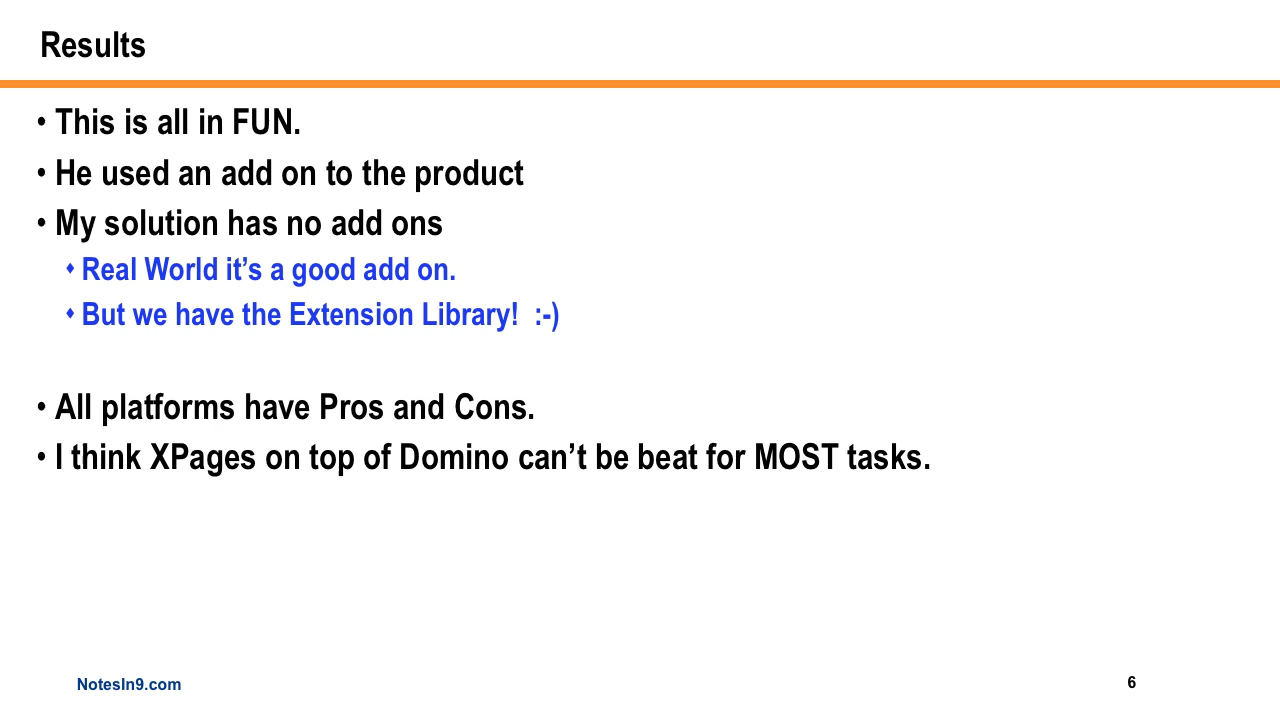 Results
• This is all in FUN.
• He used an add on to the product
• My solution has no add ons
♦ Real World it’s a good add on.
♦ But we have the Extension Library!  :-)
• All platforms have Pros and Cons.
• I think XPages on top of Domino can’t be beat for MOST tasks.
NotesIn9.com
6